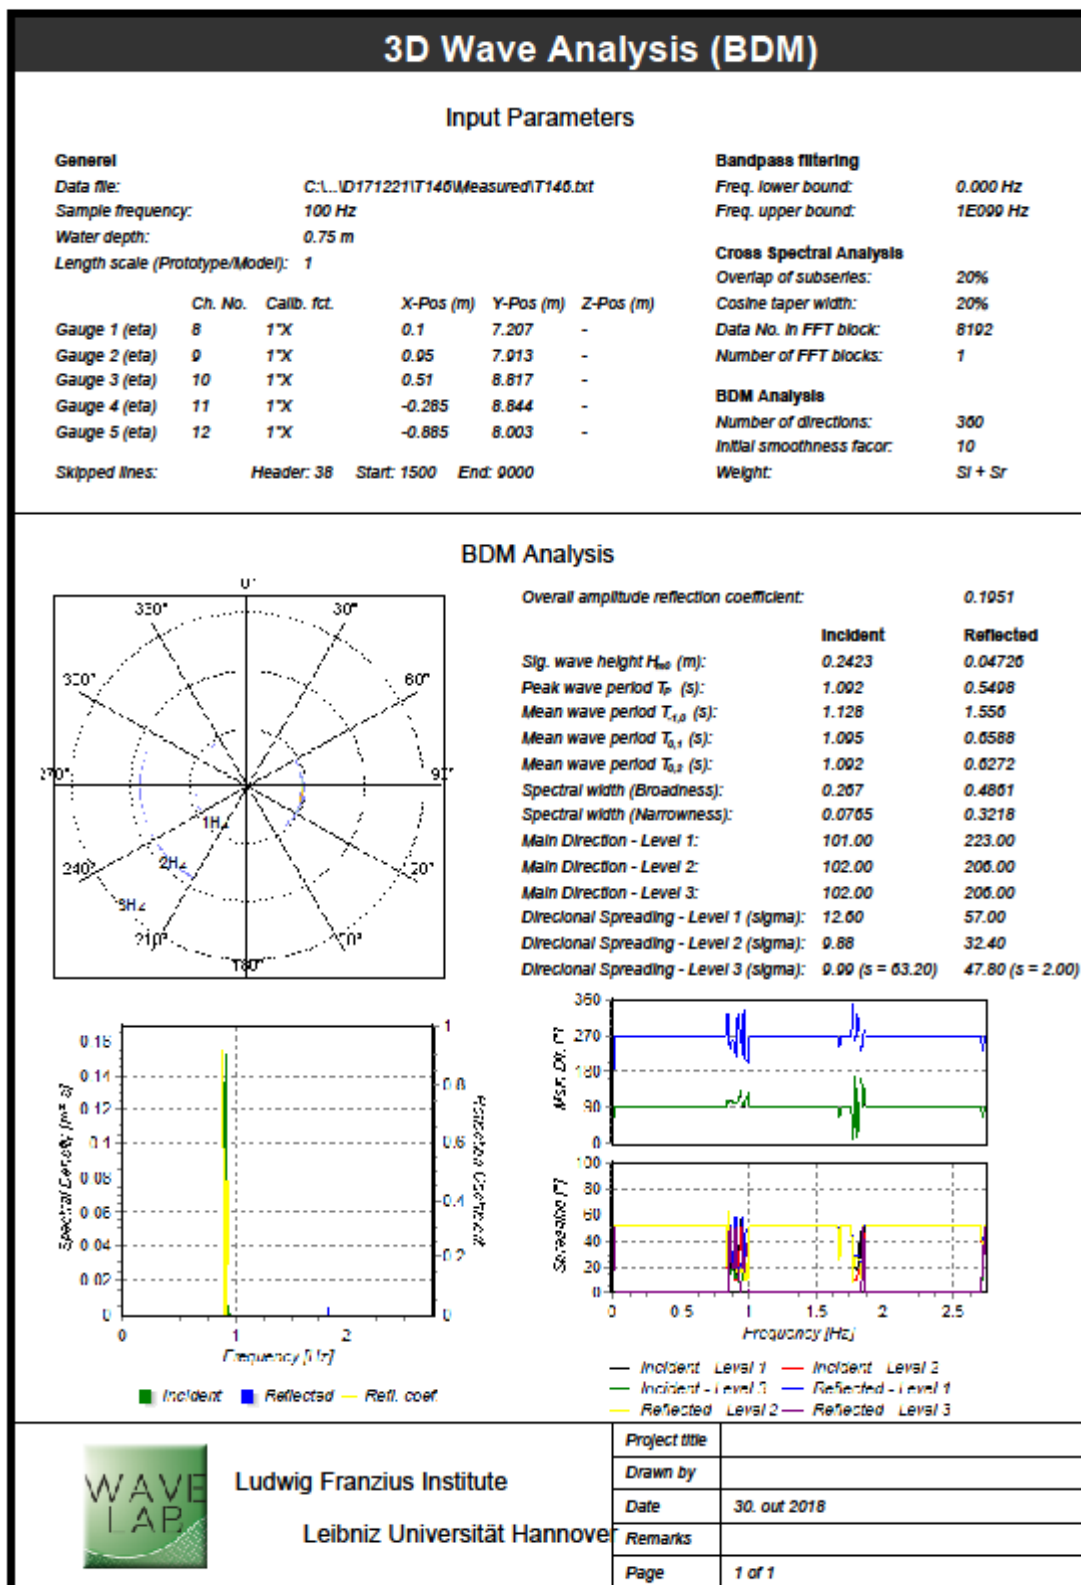 3D Wave Analysis (BDM)
Input Parameters
General
Data file: C:\...\D171221\T146\Measured\T146.txt
Sample frequency: 100 Hz
Water depth: 0.75 m
Length scale (Prototype/Model): 1
Ch. No. Calib. fct. X-Pos (m) Y-Pos (m) Z-Pos (m)
Gauge 1 (eta) 8 1*X 0.1 7.207 -
Gauge 2 (eta) 9 1*X 0.95 7.913 -
Gauge 3 (eta) 10 1*X 0.51 8.817 -
Gauge 4 (eta) 11 1*X -0.285 8.844 -
Gauge 5 (eta) 12 1*X -0.885 8.003 -
Skipped lines: Header: 38 Start: 1500 End: 9000
Bandpass filtering
Freq. lower bound: 0.000 Hz
Freq. upper bound: 1E099 Hz
Cross Spectral Analysis
Overlap of subseries: 20%
Cosine taper width: 20%
Data No. in FFT block: 8192
Number of FFT blocks: 1
BDM Analysis
Number of directions: 360
Initial smoothness facor: 10
Weight: Si + Sr
BDM Analysis
0°
330° 30°
300° 60°
270° 90°
1Hz
2Hz
240° 120°
3Hz
210° 150°
180°
Overall amplitude reflection coefficient: 0.1951
Incident Reflected
Sig. wave height Hm0 (m): 0.2423 0.04726
Peak wave period TP (s): 1.092 0.5498
Mean wave period T-1,0 (s): 1.128 1.556
Mean wave period T0,1 (s): 1.095 0.6588
Mean wave period T0,2 (s): 1.092 0.6272
Spectral width (Broadness): 0.267 0.4861
Spectral width (Narrowness): 0.0765 0.3218
Main Direction - Level 1: 101.00 223.00
Main Direction - Level 2: 102.00 206.00
Main Direction - Level 3: 102.00 206.00
Direcional Spreading - Level 1 (sigma): 12.60 57.00
Direcional Spreading - Level 2 (sigma): 9.88 32.40
Direcional Spreading - Level 3 (sigma): 9.99 (s = 63.20) 47.80 (s = 2.00)
Spectral Density [m² s]
0.16
0.14
0.12
0.1
0.08
0.06
0.04
0.02
0
1
0.8
0.6
0.4
0.2
0
Reflection Coefficient
0 1 2
Frequency [Hz]
Incident Reflected Refl. coef.
Main Dir. [°]
360
270
180
90
0
Spreading [°]
100
80
60
40
20
0
0 0.5 1 1.5 2 2.5
Frequency [Hz]
Incident - Level 1 Incident - Level 2
Incident - Level 3 Reflected - Level 1
Reflected - Level 2 Reflected - Level 3
WAVE
LAB
Ludwig Franzius Institute
Leibniz Universität Hannover
Project title
Drawn by
Date 30. out 2018
Remarks
Page 1 of 1